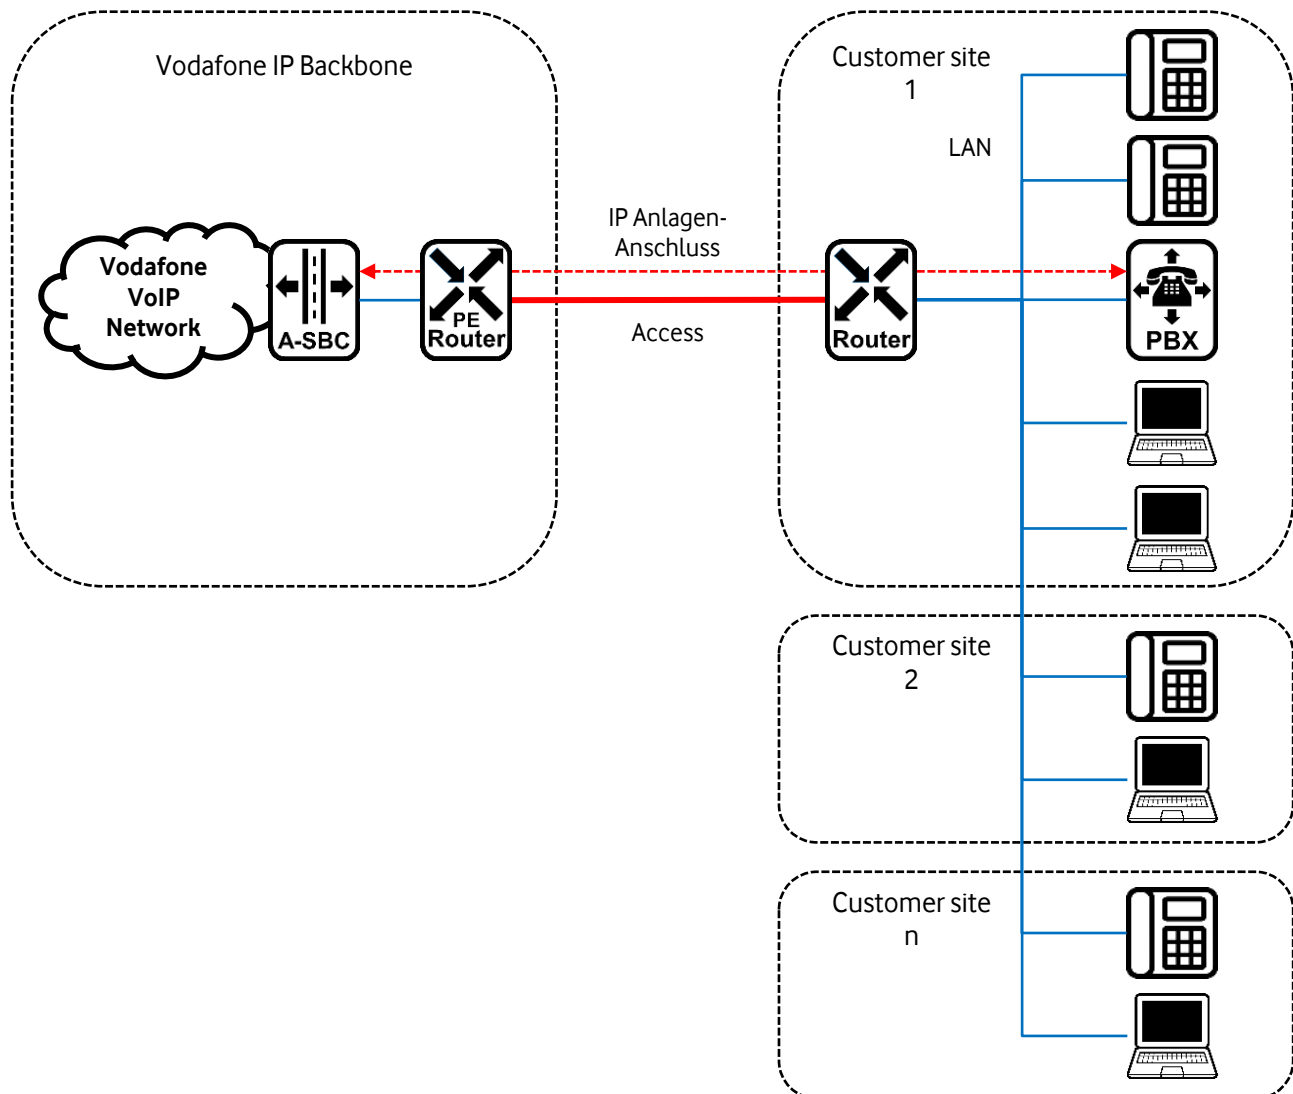 Vodafone IP Backbone
Vodafone
VoIP
Network
A-SBC
PE
Router
IP Anlagen-
Anschluss
Access
Router
Customer site
1
LAN
PBX
Customer site
2
Customer site
n